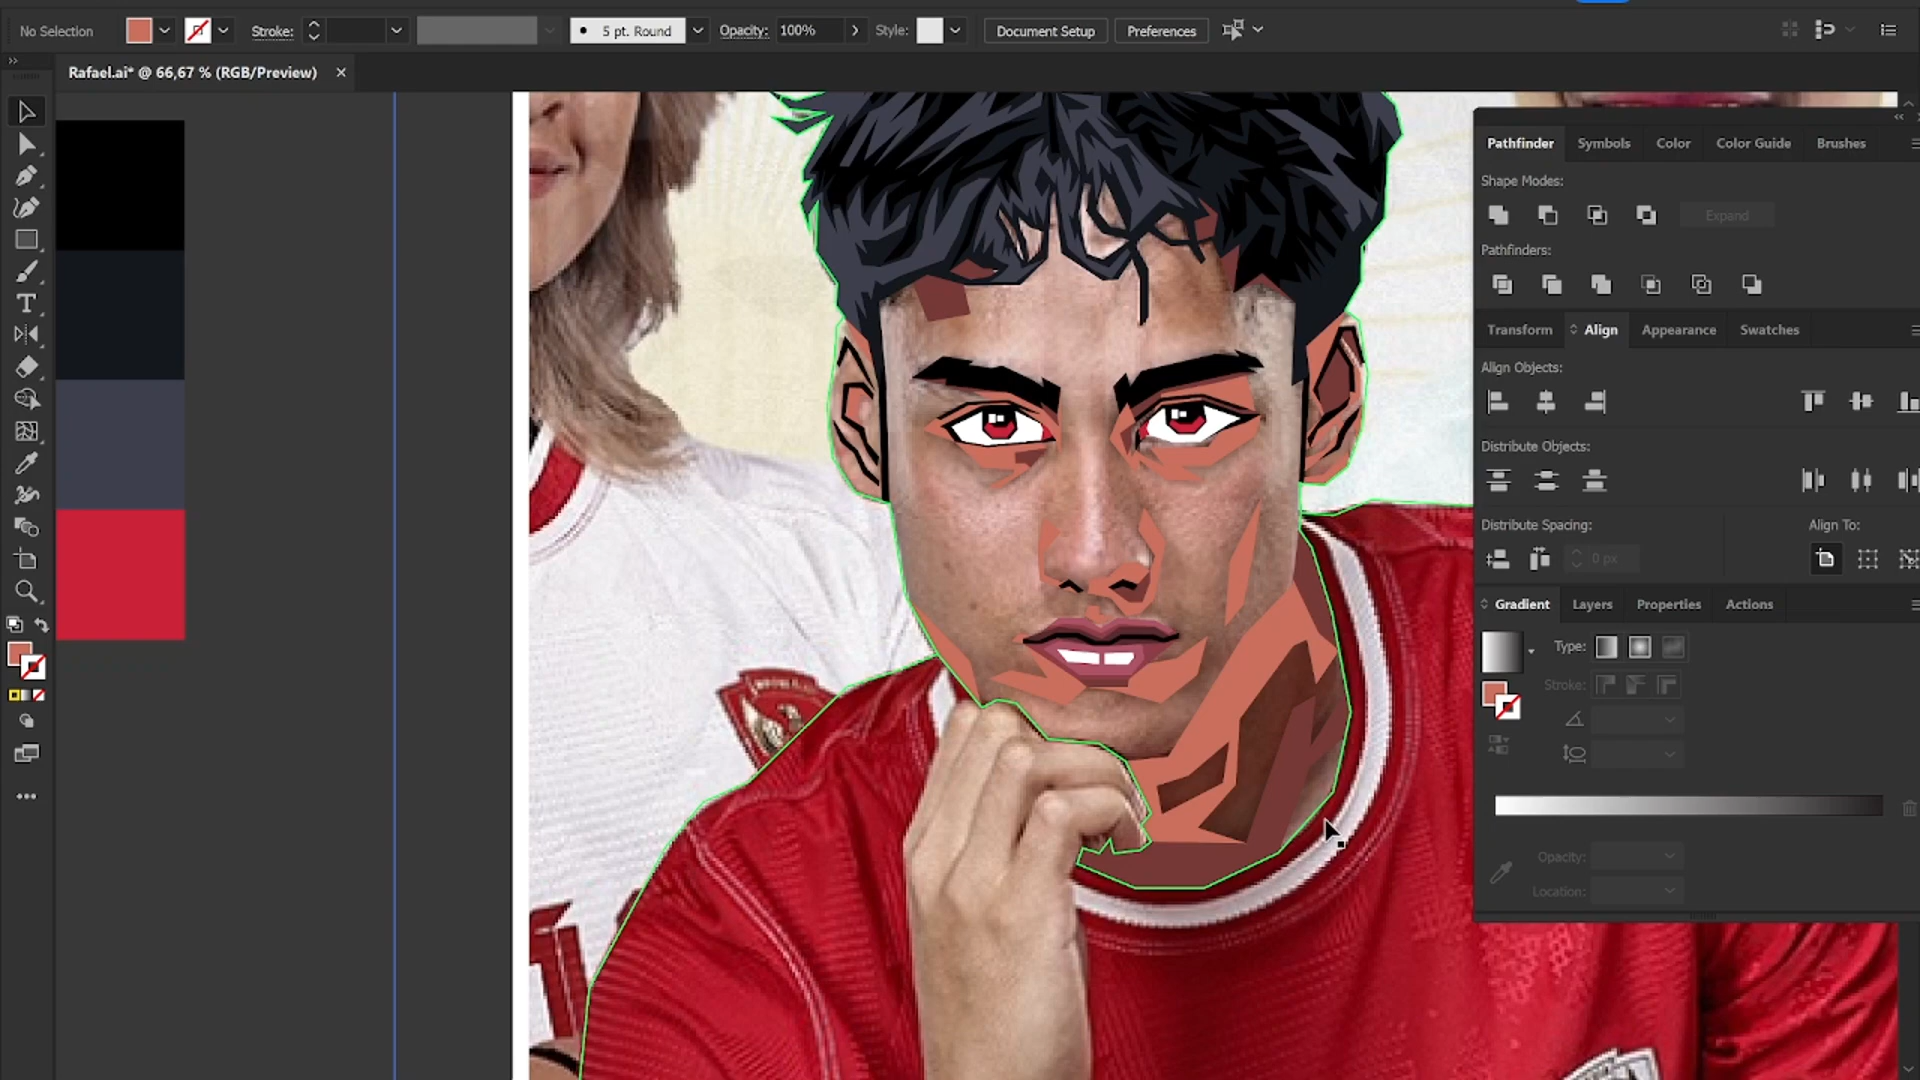 No Selection
Stroke:
5 pt. Round
Opacity: 100%
Style:
Document Setup
Preferences
Rafael.ai* @ 66,67 % (RGB/Preview)
Pathfinder
Symbols
Color
Color Guide
Brushes
Shape Modes:
Expand
Pathfinders:
Transform
Align
Appearance
Swatches
Align Objects:
Distribute Objects:
Distribute Spacing:
Align To:
0 px
Gradient
Layers
Properties
Actions
Type:
Stroke:
Opacity:
Location: